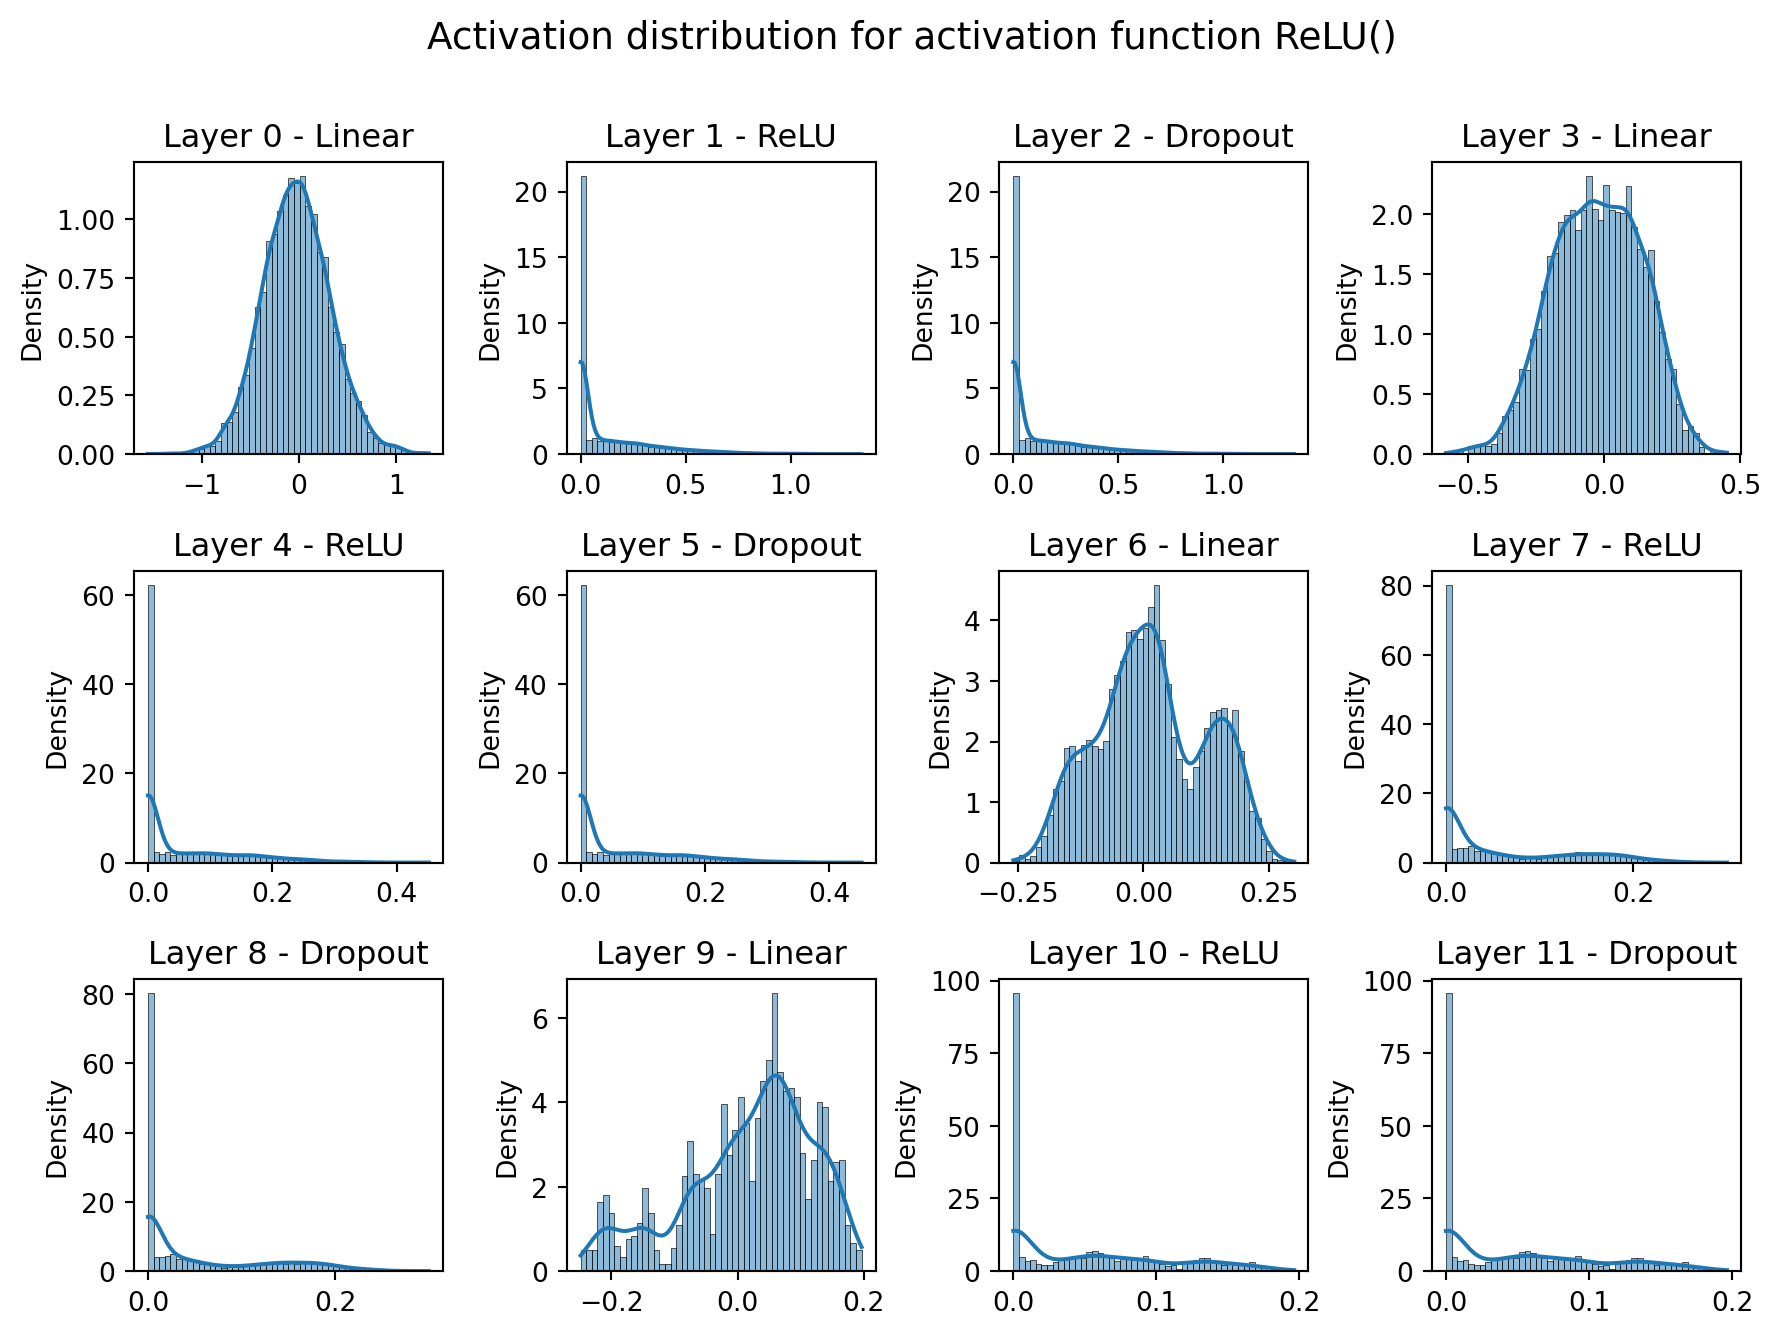 Activation distribution for activation function ReLU()
Layer 0 - Linear
Density
1.00
0.75
0.50
0.25
0.00
−1 0 1
Layer 1 - ReLU
Density
20
15
10
5
0
0.0 0.5 1.0
Layer 2 - Dropout
Density
20
15
10
5
0
0.0 0.5 1.0
Layer 3 - Linear
Density
2.0
1.5
1.0
0.5
0.0
−0.5 0.0 0.5
Layer 4 - ReLU
Density
60
40
20
0
0.0 0.2 0.4
Layer 5 - Dropout
Density
60
40
20
0
0.0 0.2 0.4
Layer 6 - Linear
Density
4
3
2
1
0
−0.25 0.00 0.25
Layer 7 - ReLU
Density
80
60
40
20
0
0.0 0.2
Layer 8 - Dropout
Density
80
60
40
20
0
0.0 0.2
Layer 9 - Linear
Density
6
4
2
0
−0.2 0.0 0.2
Layer 10 - ReLU
Density
100
75
50
25
0
0.0 0.1 0.2
Layer 11 - Dropout
Density
100
75
50
25
0
0.0 0.1 0.2